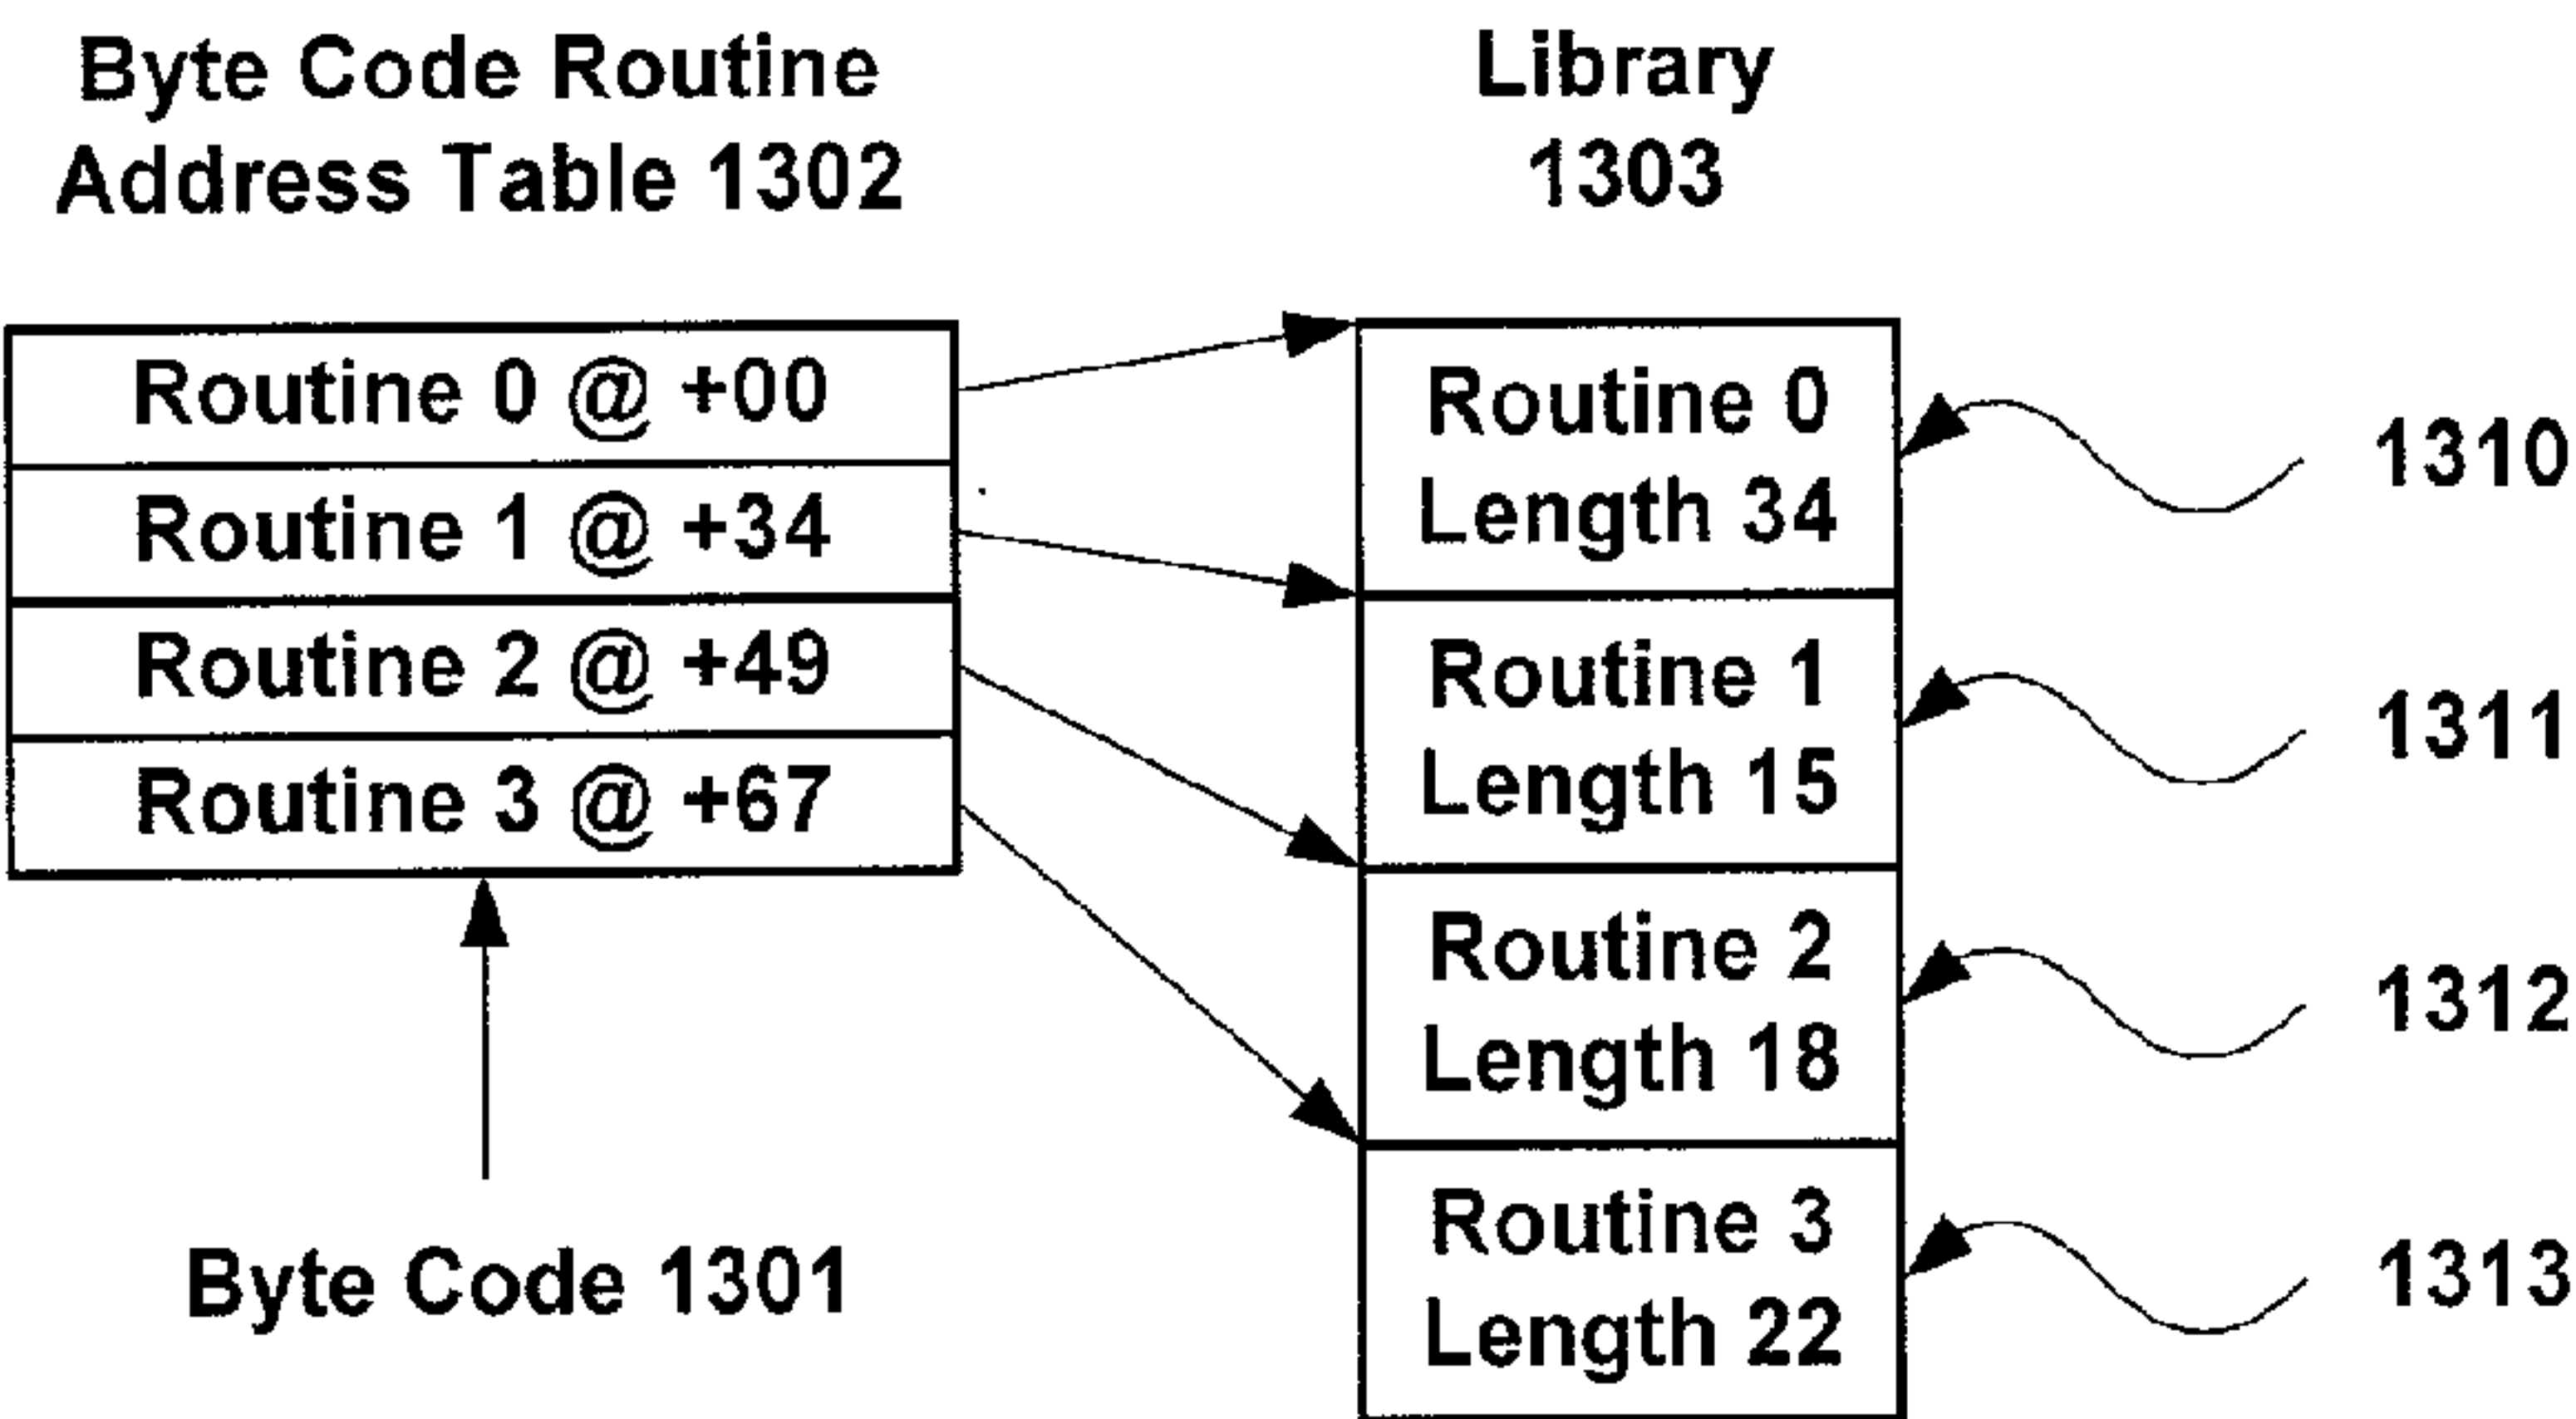 Byte Code Routine
Address Table 1302
Library
1303
Routine 0 @ +00
Routine 1 @ +34
Routine 2 @ +49
Routine 3 @ +67
Byte Code 1301
Routine 0
Length 34
Routine 1
Length 15
Routine 2
Length 18
Routine 3
Length 22
1310
1311
1312
1313